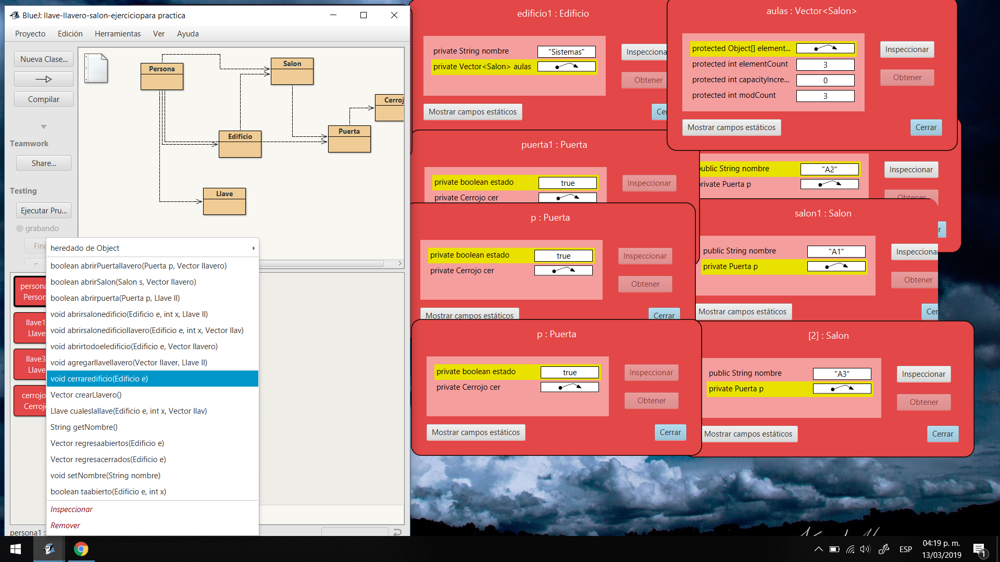 BlueJ: llave-llavero-salon-ejerciciopara practica
Proyecto Edición Herramientas Ver Ayuda
Nueva Clase...
Compilar
Teamwork
Share...
Testing
Ejecutar Pru...
grabando
Fina
Persona
Salon
Cerroj
Edificio
Puerta
Llave
persona
Person
llave1
Llave
llave3
Llave
cerrojo
Cerrojo
persona1 :
heredado de Object
boolean abrirPuertallavero(Puerta p, Vector llavero)
boolean abrirSalon(Salon s, Vector llavero)
boolean abrirpuerta(Puerta p, Llave ll)
void abrirsalonedificio(Edificio e, int x, Llave ll)
void abrirsalonedificiollavero(Edificio e, int x, Vector llav)
void abrirtodoeledificio(Edificio e, Vector llavero)
void agregarllavellavero(Vector llaver, Llave ll)
void cerraredificio(Edificio e)
Vector crearLlavero()
Llave cualeslallave(Edificio e, int x, Vector llav)
String getNombre()
Vector regresaabiertos(Edificio e)
Vector regresacerrados(Edificio e)
void setNombre(String nombre)
boolean taabierto(Edificio e, int x)
Inspeccionar
Remover
edificio1 : Edificio
private String nombre "Sistemas"
private Vector<Salon> aulas
Inspecciona
Obtener
Mostrar campos estáticos
Ce
aulas : Vector<Salon>
protected Object[] element...
protected int elementCount 3
protected int capacityIncre... 0
protected int modCount 3
Inspeccionar
Obtener
Mostrar campos estáticos
Cerrar
puerta1 : Puerta
private boolean estado true
private Cerrojo cer
Inspeccionar
ublic String nombre "A2"
rivate Puerta p
Inspeccionar
Obtener
r
p : Puerta
private boolean estado true
private Cerrojo cer
Inspeccionar
Obtener
Mostrar campos estáticos
Cerrar
salon1 : Salon
public String nombre "A1"
private Puerta p
Inspecciona
Obtener
Mostrar campos estáticos
Cer
p : Puerta
private boolean estado true
private Cerrojo cer
Inspeccionar
Obtener
Mostrar campos estáticos
Cerrar
[2] : Salon
public String nombre "A3"
private Puerta p
Inspeccionar
Obtener
Mostrar campos estáticos
Cerrar
ESP
04:19 p. m.
13/03/2019
1